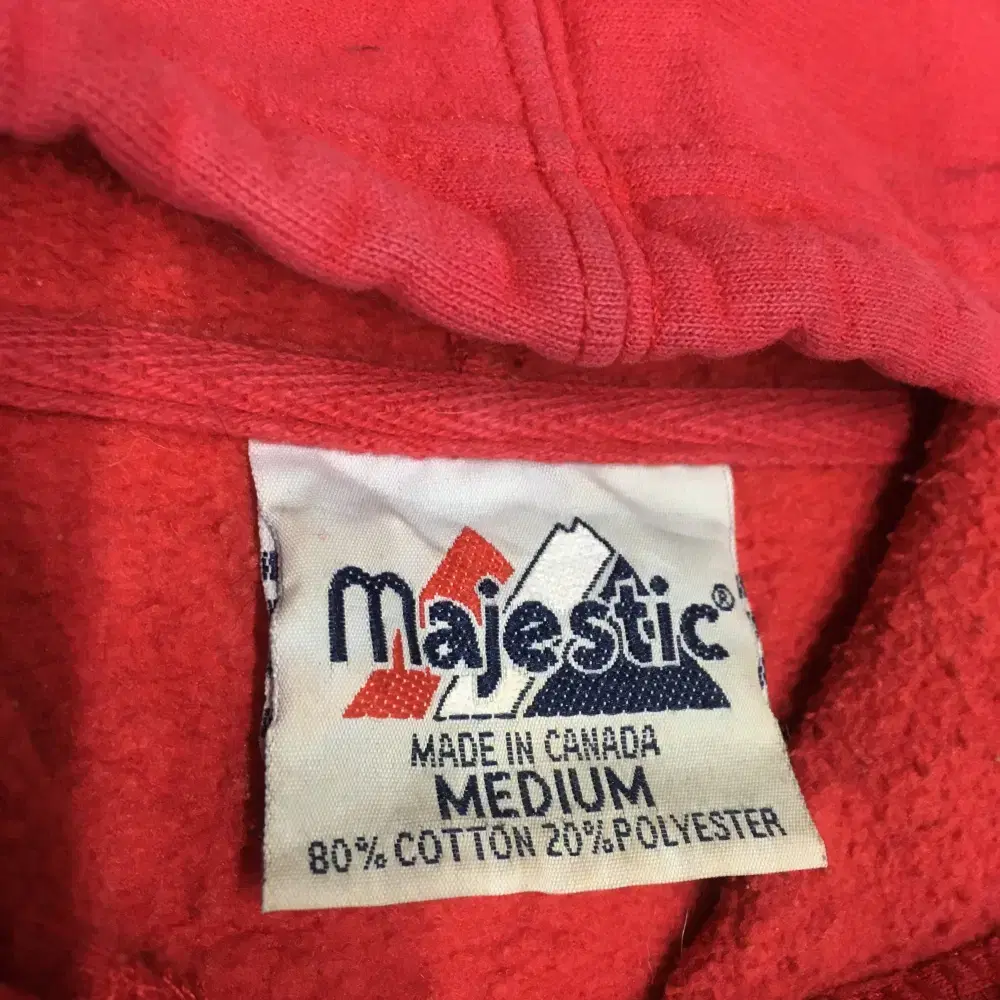 Majestic®
MADE IN CANADA
MEDIUM
80% COTTON 20% POLYESTER